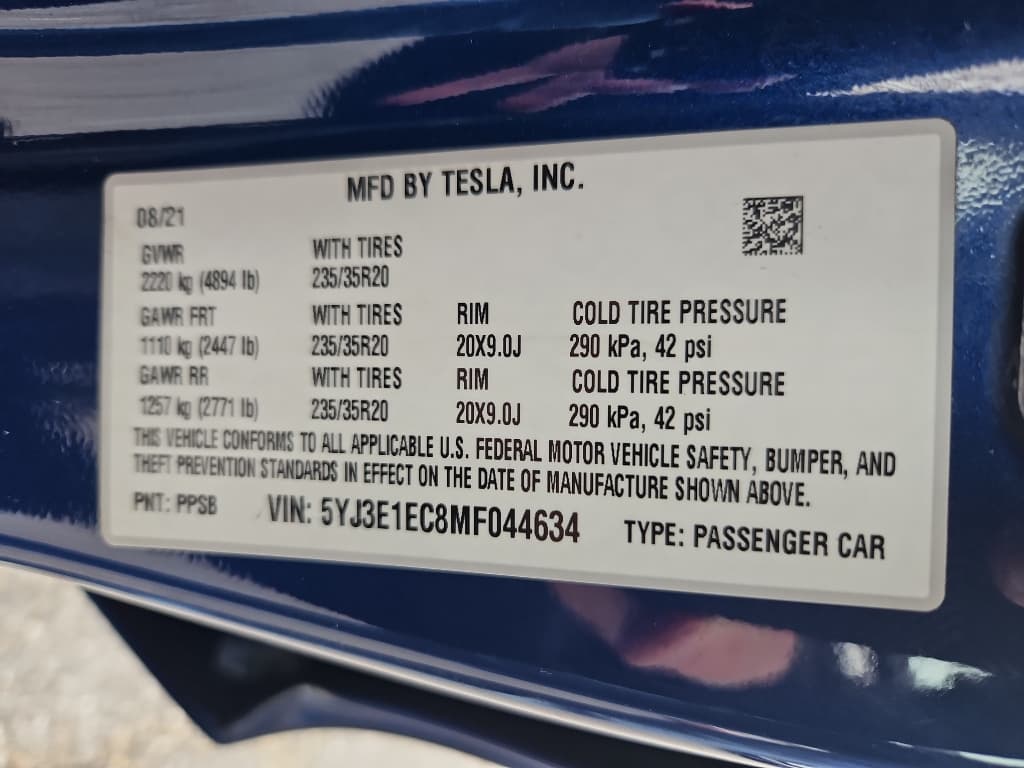 MFD BY TESLA, INC.
08/21
GVWR WITH TIRES
2220 kg (4894 lb) 235/35R20
GAWR FRT WITH TIRES RIM COLD TIRE PRESSURE
1110 kg (2447 lb) 235/35R20 20X9.0J 290 kPa, 42 psi
GAWR RR WITH TIRES RIM COLD TIRE PRESSURE
1257 kg (2771 lb) 235/35R20 20X9.0J 290 kPa, 42 psi
THIS VEHICLE CONFORMS TO ALL APPLICABLE U.S. FEDERAL MOTOR VEHICLE SAFETY, BUMPER, AND
THEFT PREVENTION STANDARDS IN EFFECT ON THE DATE OF MANUFACTURE SHOWN ABOVE.
PNT: PPSB VIN: 5YJ3E1EC8MF044634 TYPE: PASSENGER CAR